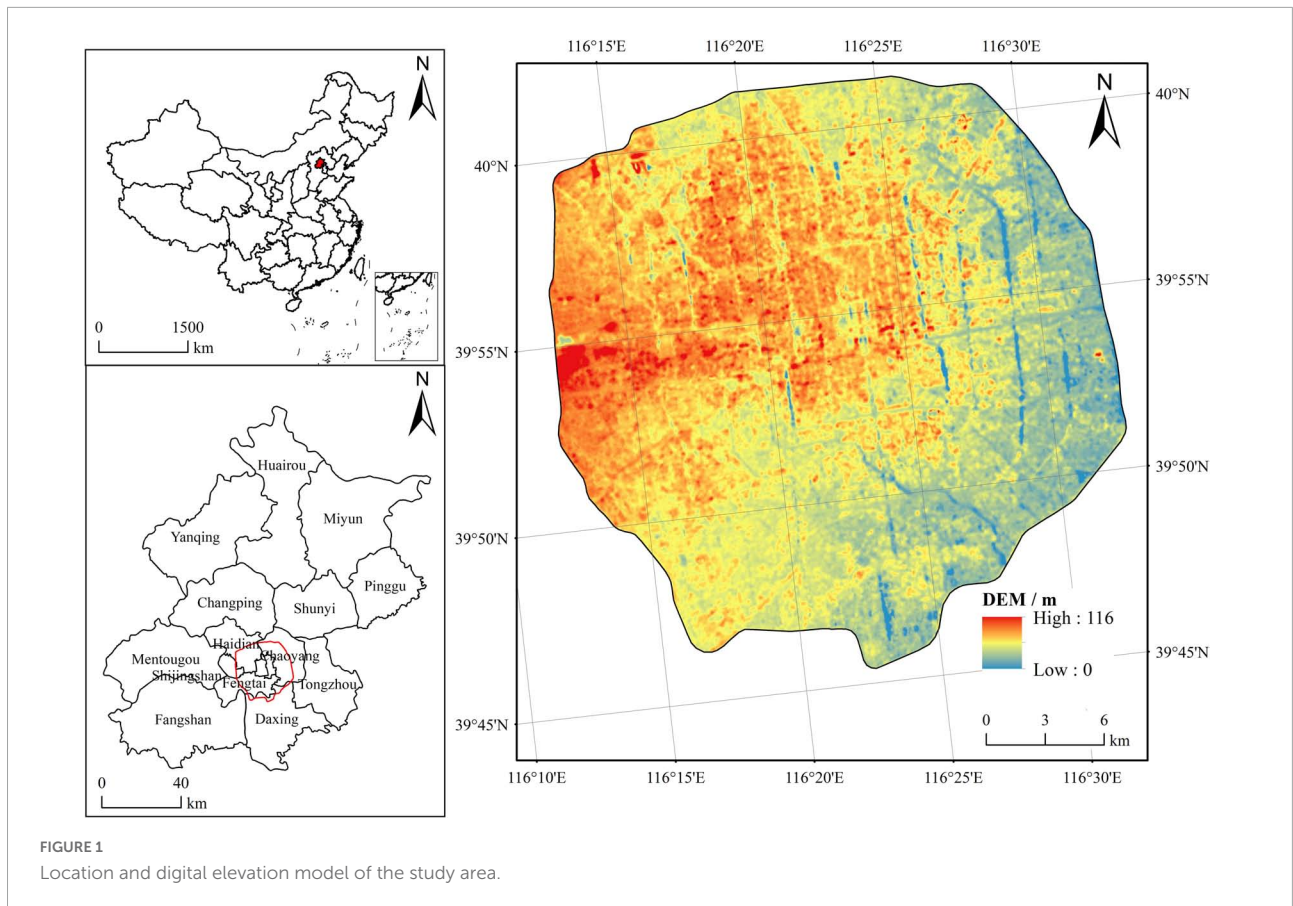 N
0 1500
km
N
Huairou
Miyun
Yanqing
Pinggu
Changping
Shunyi
Haidian
Chaoyang
Mentougou
Shijingshan
Fengtai
Tongzhou
Fangshan
Daxing
0 40
km
116°15'E 116°20'E 116°25'E 116°30'E
N
40°N
40°N
39°55'N
39°55'N
39°50'N
39°50'N
39°45'N
39°45'N
DEM / m
High : 116
Low : 0
0 3 6
km
116°10'E 116°15'E 116°20'E 116°25'E 116°30'E
FIGURE 1
Location and digital elevation model of the study area.